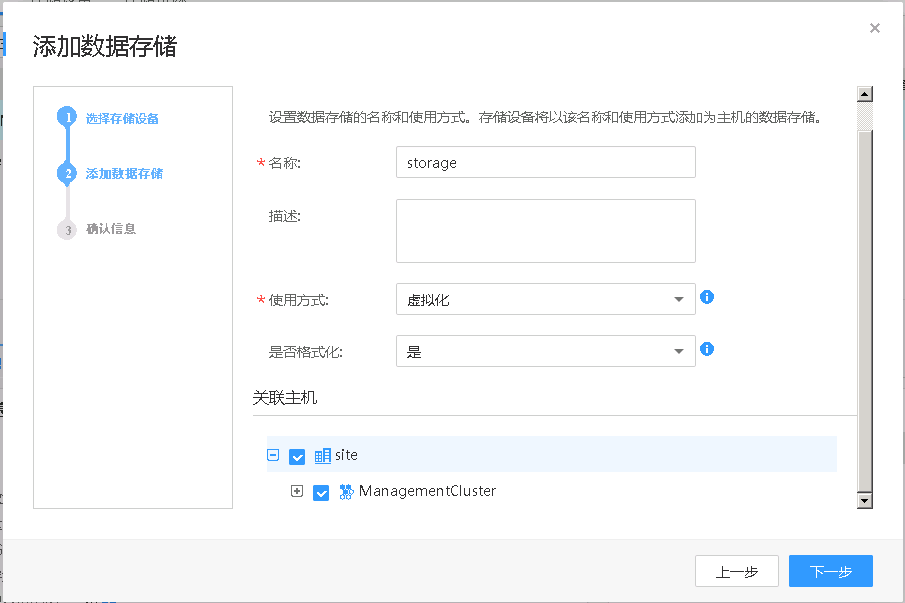 添加数据存储
×
1 选择存储设备
2 添加数据存储
3 确认信息
设置数据存储的名称和使用方式。存储设备将以该名称和使用方式添加为主机的数据存储。
* 名称: storage
描述:
* 使用方式: 虚拟化
是否格式化: 是
关联主机
site
ManagementCluster
上一步 下一步